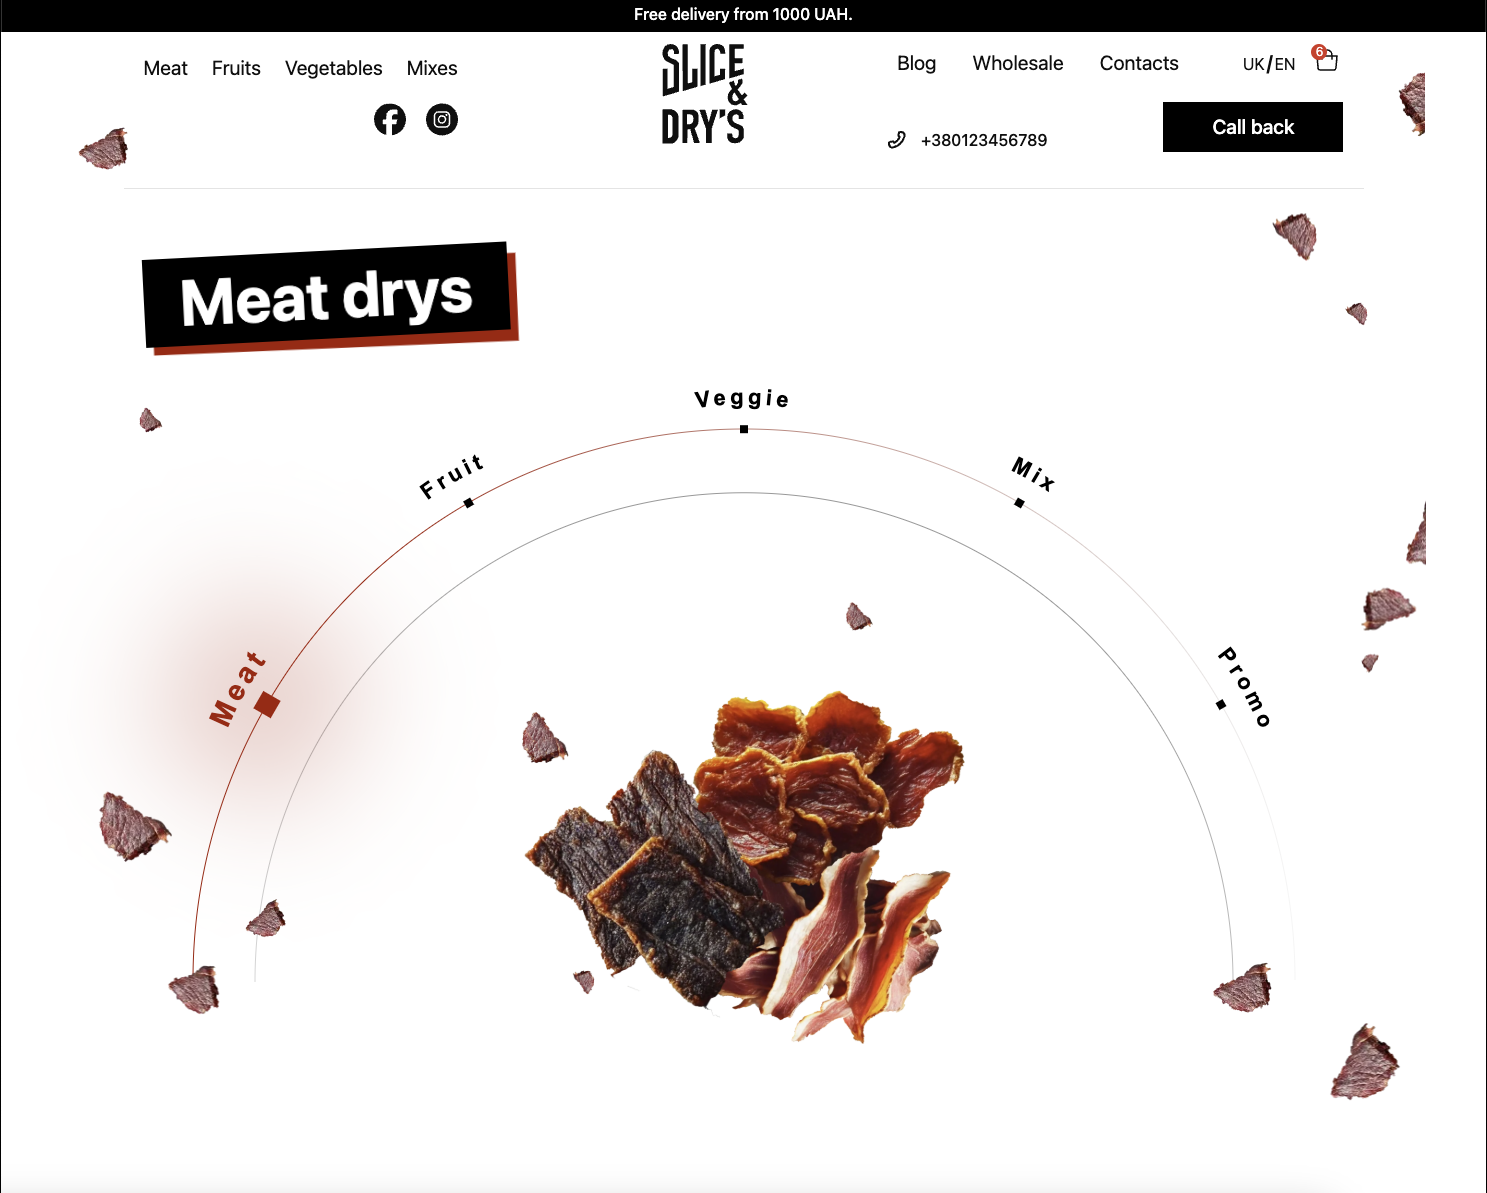 Free delivery from 1000 UAH.
Meat Fruits Vegetables Mixes
SLICE
&
DRY'S
Blog Wholesale Contacts UK/EN 6
+380123456789
Call back
Meat drys
Veggie
Fruit
Mix
Meat
Promo